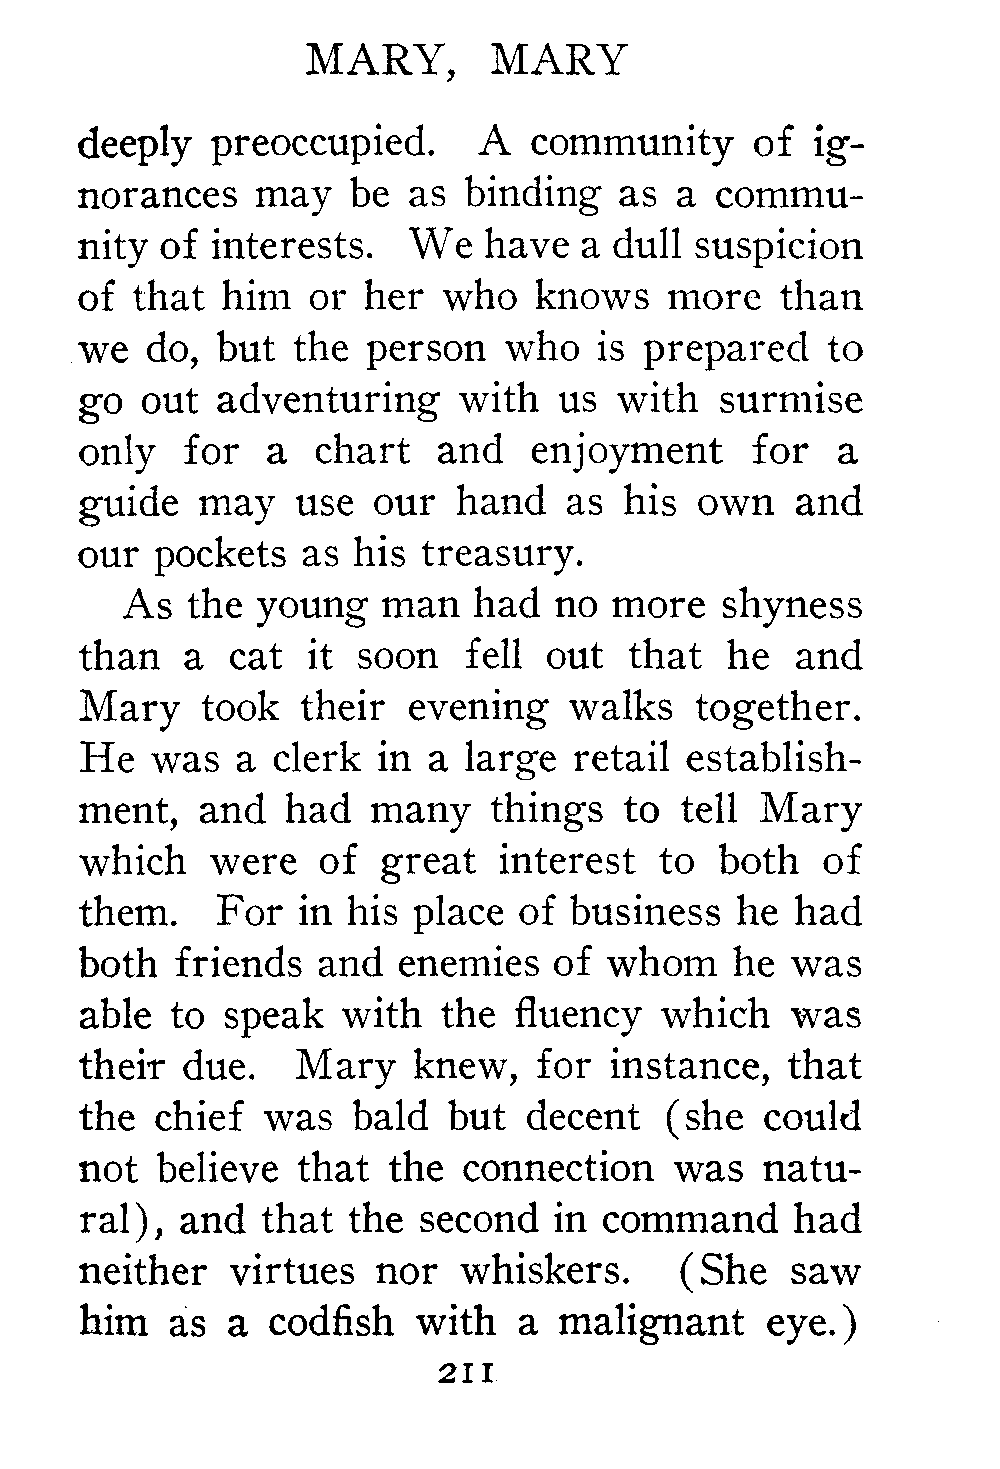 MARY, MARY
deeply preoccupied. A community of ig-
norances may be as binding as a commu-
nity of interests. We have a dull suspicion
of that him or her who knows more than
we do, but the person who is prepared to
go out adventuring with us with surmise
only for a chart and enjoyment for a
guide may use our hand as his own and
our pockets as his treasury.
As the young man had no more shyness
than a cat it soon fell out that he and
Mary took their evening walks together.
He was a clerk in a large retail establish-
ment, and had many things to tell Mary
which were of great interest to both of
them. For in his place of business he had
both friends and enemies of whom he was
able to speak with the fluency which was
their due. Mary knew, for instance, that
the chief was bald but decent (she could
not believe that the connection was natu-
ral), and that the second in command had
neither virtues nor whiskers. (She saw
him as a codfish with a malignant eye.)
211